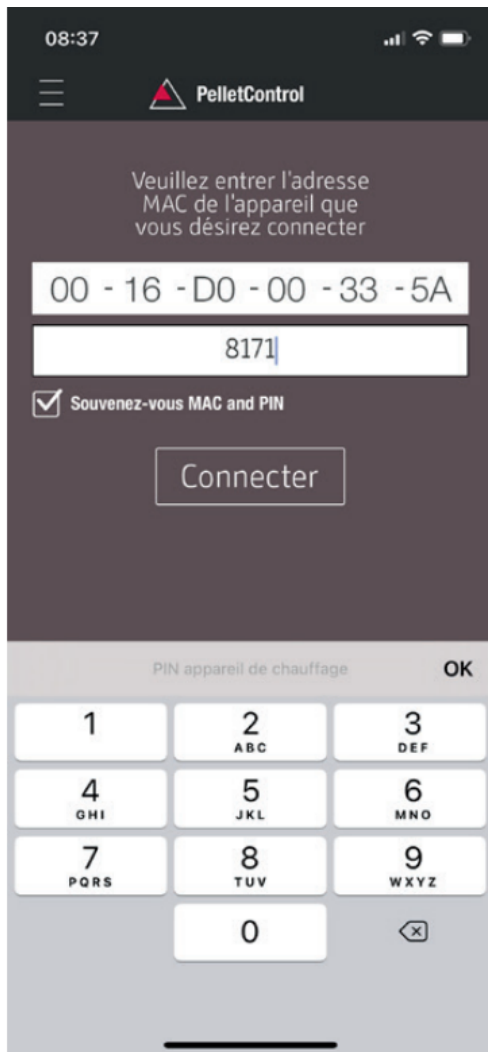 08:37
PelletControl
Veuillez entrer l'adresse
MAC de l'appareil que
vous désirez connecter
00 - 16 - D0 - 00 - 33 - 5A
8171
Souvenez-vous MAC and PIN
Connecter
PIN appareil de chauffage OK
1 2 3
ABC DEF
4 5 6
GHI JKL MNO
7 8 9
PQRS TUV WXYZ
0